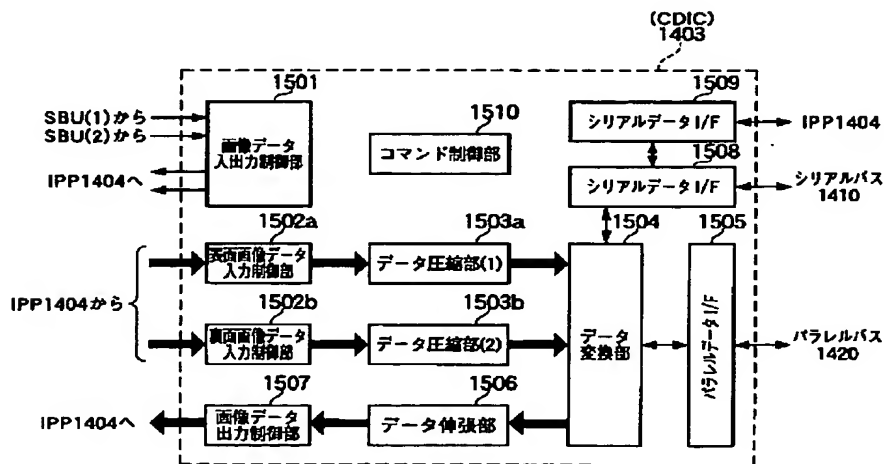 (CDIC)
1403
1501
SBU(1)から
SBU(2)から
画像データ
入出力制御部
IPP1404へ
1510
コマンド制御部
1509
シリアルデータ I/F
IPP1404
1508
シリアルデータ I/F
シリアルバス
1410
1502a
表面画像データ
入力制御部
1503a
データ圧縮部(1)
1504
データ
変換部
1505
パラレルデータ I/F
IPP1404から
1502b
裏面画像データ
入力制御部
1503b
データ圧縮部(2)
パラレルバス
1420
1507
画像データ
出力制御部
1506
データ伸張部
IPP1404へ